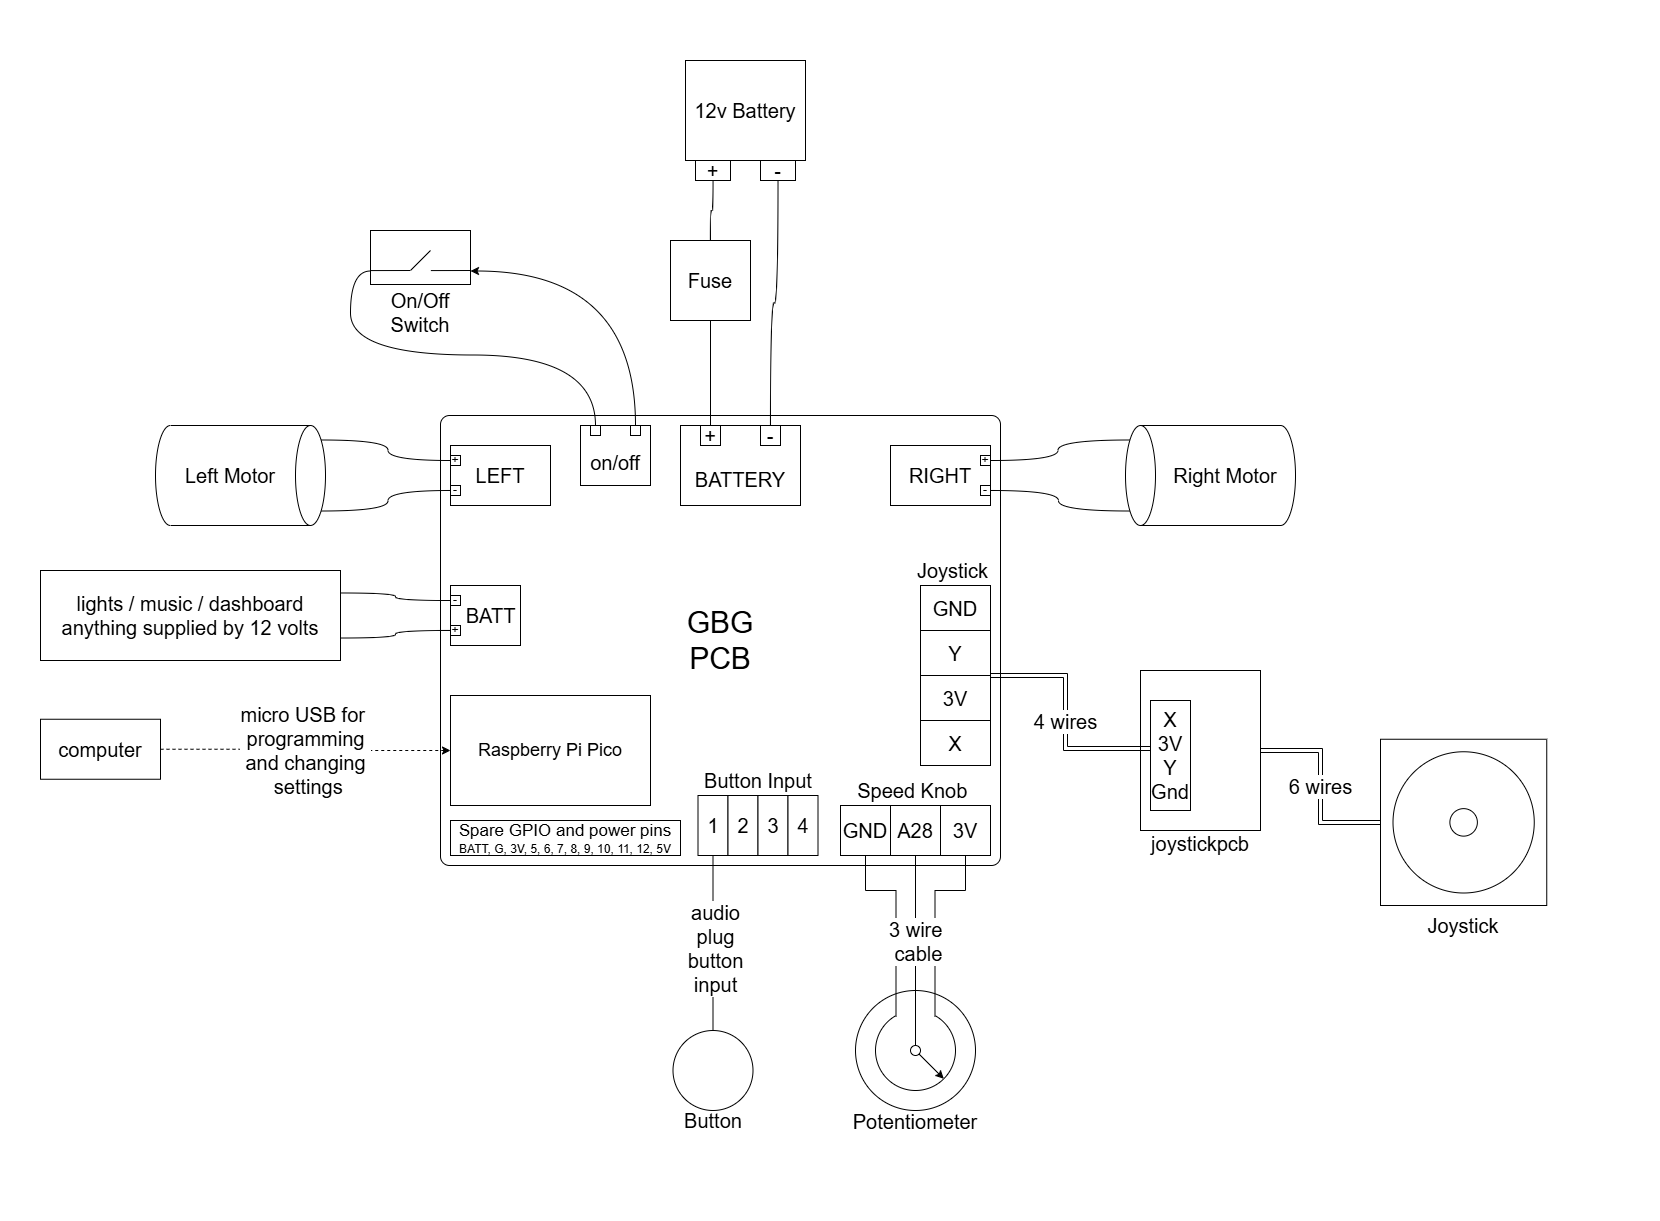 12v Battery
+
-
Fuse
On/Off
Switch
+
-
BATTERY
on/off
Left Motor
+
-
LEFT
RIGHT
+
-
Right Motor
lights / music / dashboard
anything supplied by 12 volts
-
+
BATT
GBG
PCB
Joystick
GND
Y
3V
X
4 wires
X
3V
Y
Gnd
joystickpcb
6 wires
Joystick
computer
micro USB for
programming
and changing
settings
Raspberry Pi Pico
Spare GPIO and power pins
BATT, G, 3V, 5, 6, 7, 8, 9, 10, 11, 12, 5V
Button Input
1 2 3 4
Speed Knob
GND A28 3V
audio
plug
button
input
Button
3 wire
cable
Potentiometer